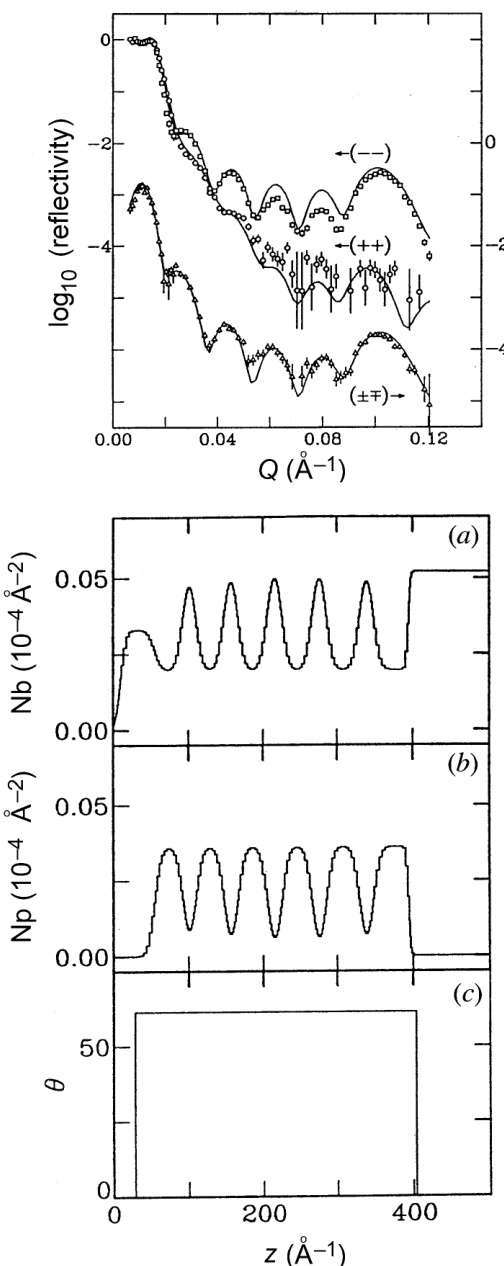 0
0
−2
−4
−2
−4
(−−)
(++)
(±∓)
log10 (reflectivity)
0.00
0.04
0.08
0.12
Q (Å−1)
(a)
0.05
0.00
Nb (10−4 Å−2)
(b)
0.05
0.00
Np (10−4 Å−2)
(c)
50
0
θ
0
200
400
z (Å−1)